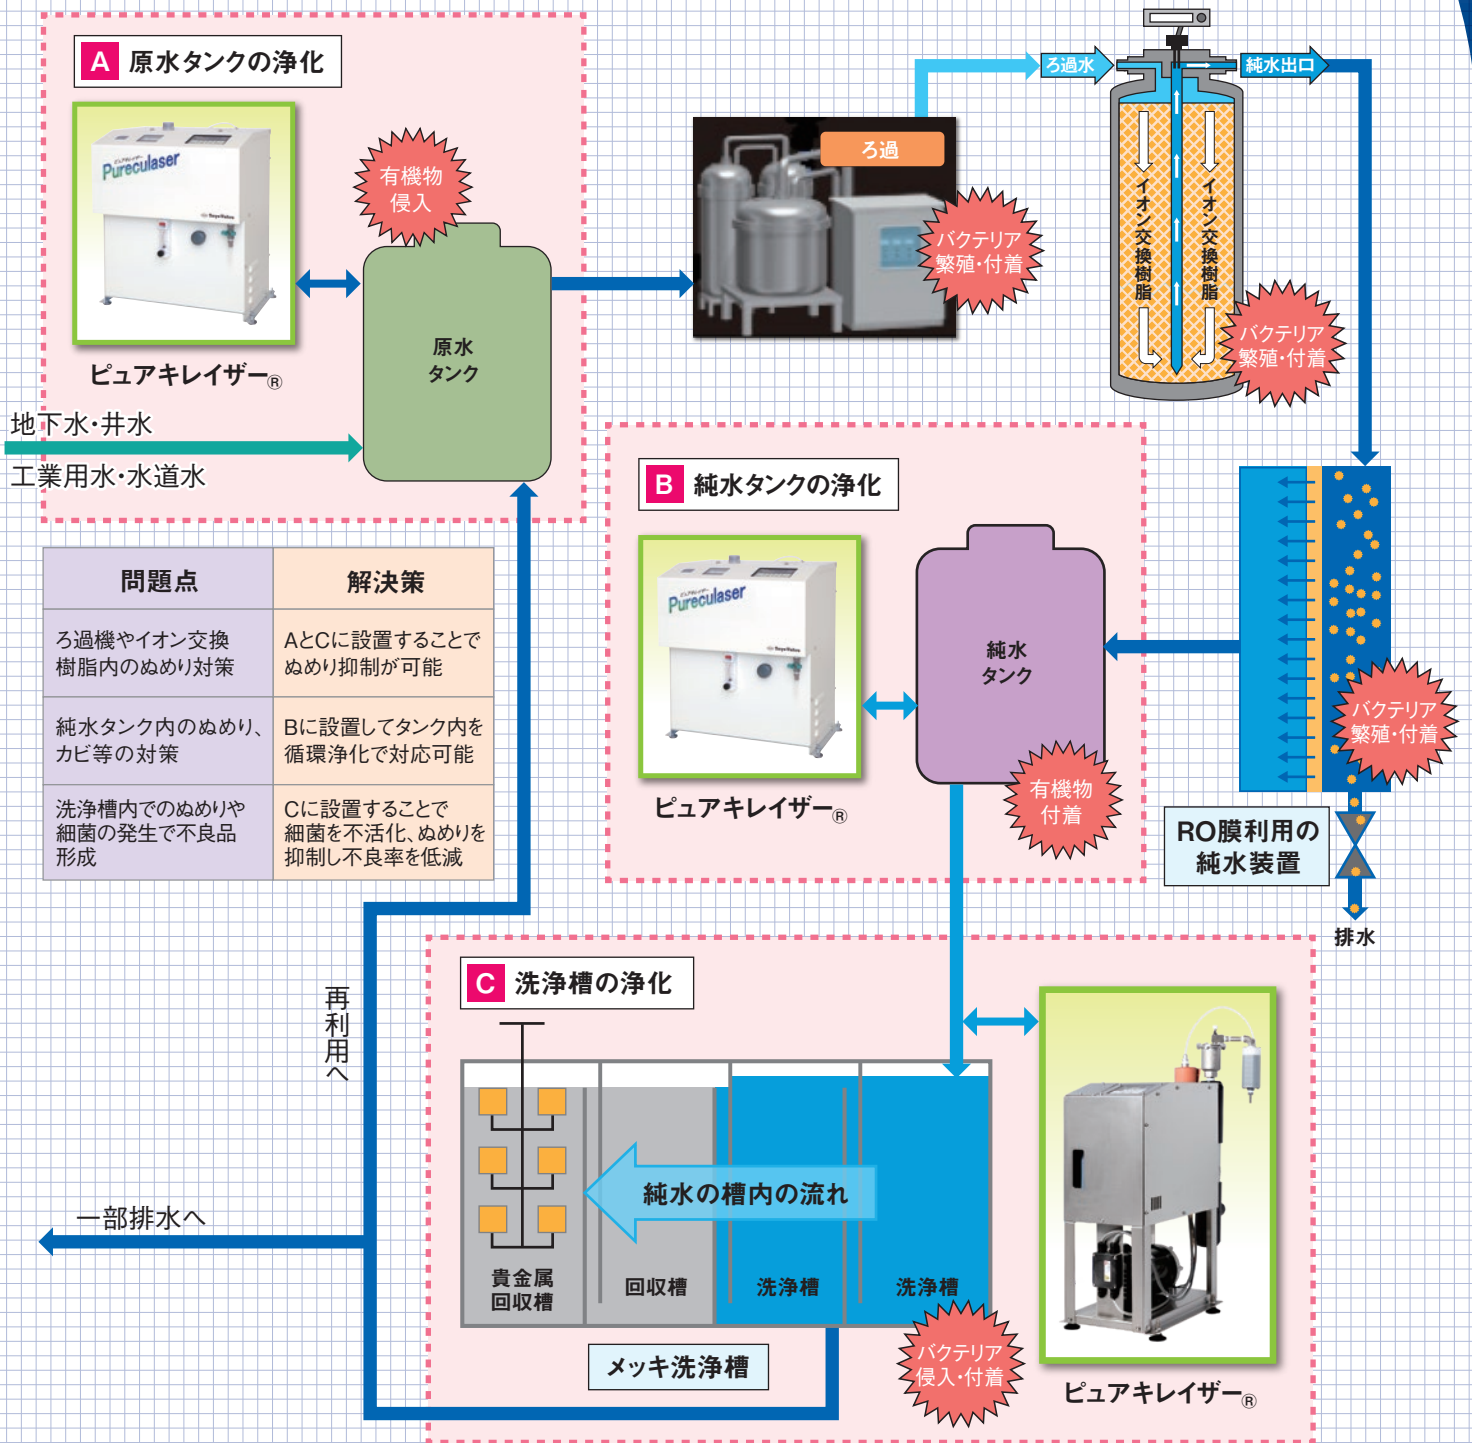 A 原水タンクの浄化
ピュアキレイザー
Pureculaser
ピュアキレイザー®
有機物
侵入
原水
タンク
地下水・井水
工業用水・水道水
ろ過
バクテリア
繁殖・付着
ろ過水
純水出口
イオン交換樹脂
イオン交換樹脂
バクテリア
繁殖・付着
B 純水タンクの浄化
Pureculaser
ピュアキレイザー®
純水
タンク
有機物
付着
バクテリア
繁殖・付着
RO膜利用の
純水装置
排水
問題点
解決策
ろ過機やイオン交換
樹脂内のぬめり対策
AとCに設置することで
ぬめり抑制が可能
純水タンク内のぬめり、
カビ等の対策
Bに設置してタンク内を
循環浄化で対応可能
洗浄槽内でのぬめりや
細菌の発生で不良品
形成
Cに設置することで
細菌を不活化、ぬめりを
抑制し不良率を低減
再利用へ
一部排水へ
C 洗浄槽の浄化
純水の槽内の流れ
貴金属
回収槽
回収槽
洗浄槽
洗浄槽
メッキ洗浄槽
バクテリア
侵入・付着
ピュアキレイザー®